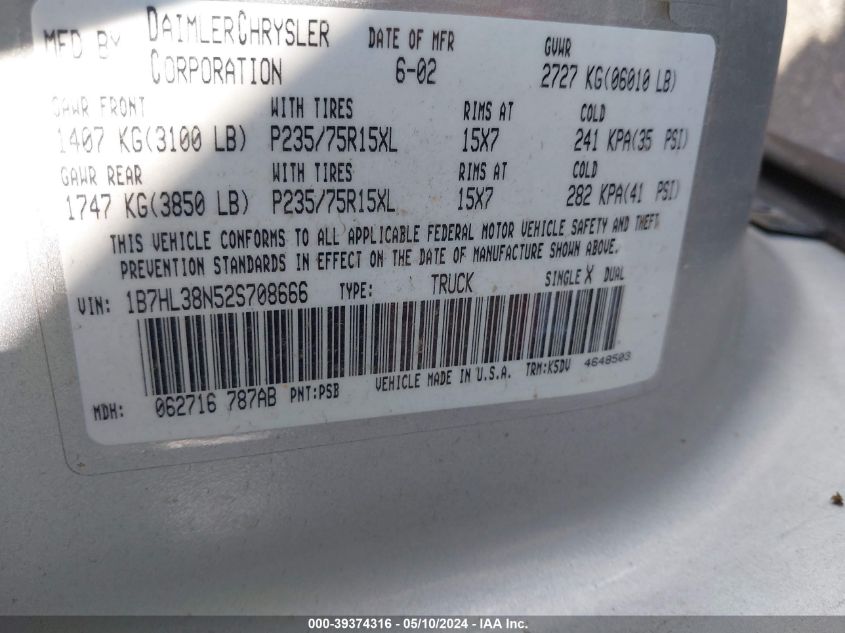 MFD BY DAIMLERCHRYSLER CORPORATION DATE OF MFR 6-02 GVWR 2727 KG(06010 LB)
GAWR FRONT WITH TIRES RIMS AT COLD
1407 KG(3100 LB) P235/75R15XL 15X7 241 KPA(35 PSI)
GAWR REAR WITH TIRES RIMS AT COLD
1747 KG(3850 LB) P235/75R15XL 15X7 282 KPA(41 PSI)
THIS VEHICLE CONFORMS TO ALL APPLICABLE FEDERAL MOTOR VEHICLE SAFETY AND THEFT
PREVENTION STANDARDS IN EFFECT ON THE DATE OF MANUFACTURE SHOWN ABOVE.
VIN: 1B7HL38N52S708666 TYPE: TRUCK SINGLE X DUAL
MDH: 062716 787AB PNT:PSB VEHICLE MADE IN U.S.A. TRM:K5DV 4648503
000-39374316 - 05/10/2024 - IAA Inc.